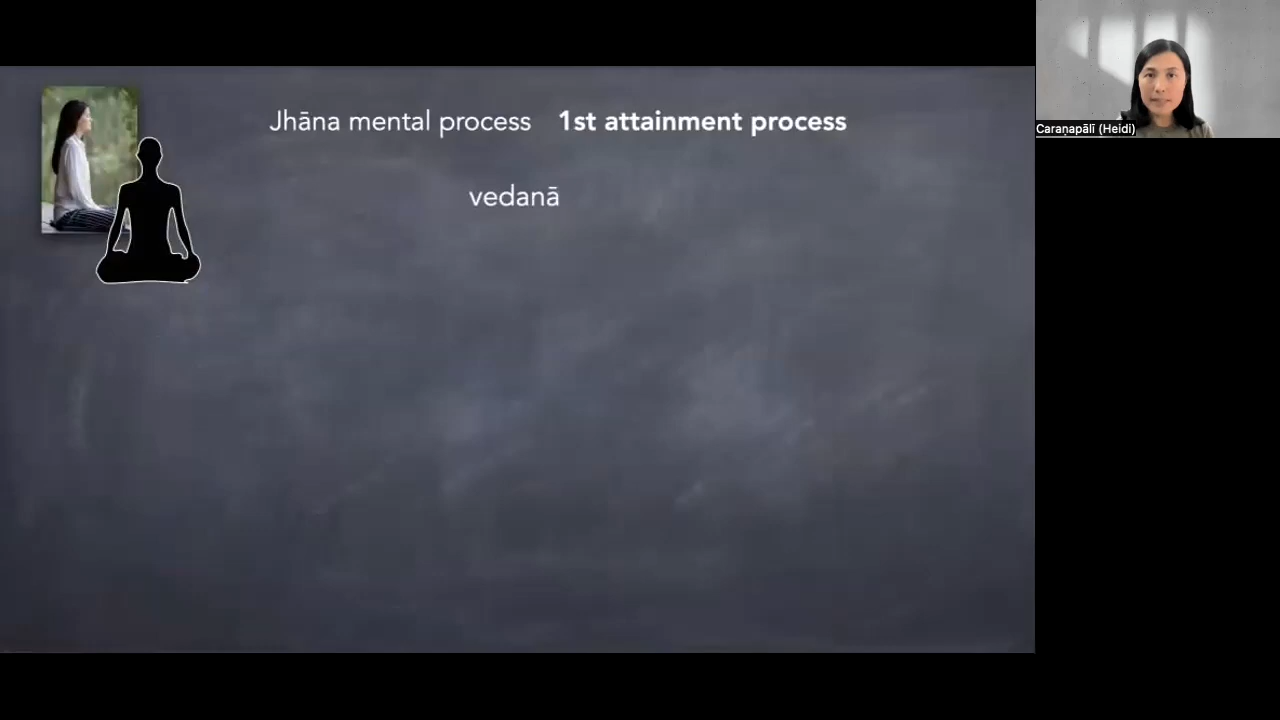 Jhāna mental process 1st attainment process
vedanā
Caraṇapālī (Heidi)